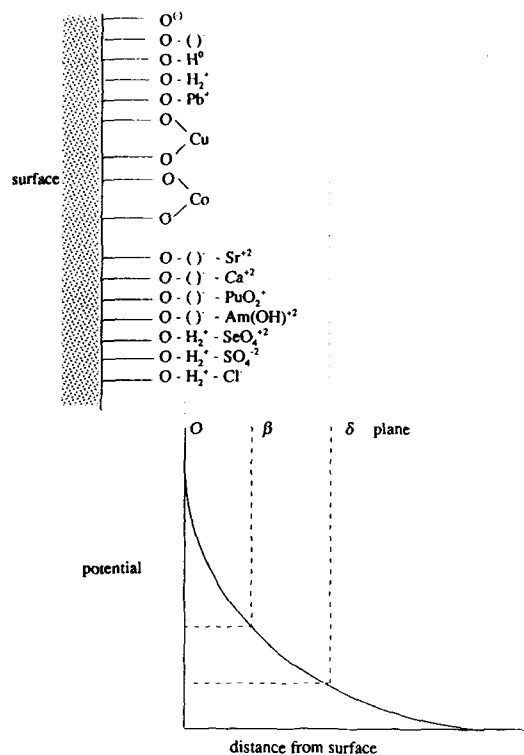 O(-)
O - ( )-
O - H⁰
O - H₂⁺
O - Pb⁺
O
Cu
O
surface
O
Co
O
O - ( )- - Sr⁺²
O - ( )- - Ca⁺²
O - ( )- - PuO₂⁺
O - ( )- - Am(OH)⁺²
O - H₂⁺ - SeO₄⁺²
O - H₂⁺ - SO₄⁻²
O - H₂⁺ - Cl⁻
O β δ plane
potential
distance from surface